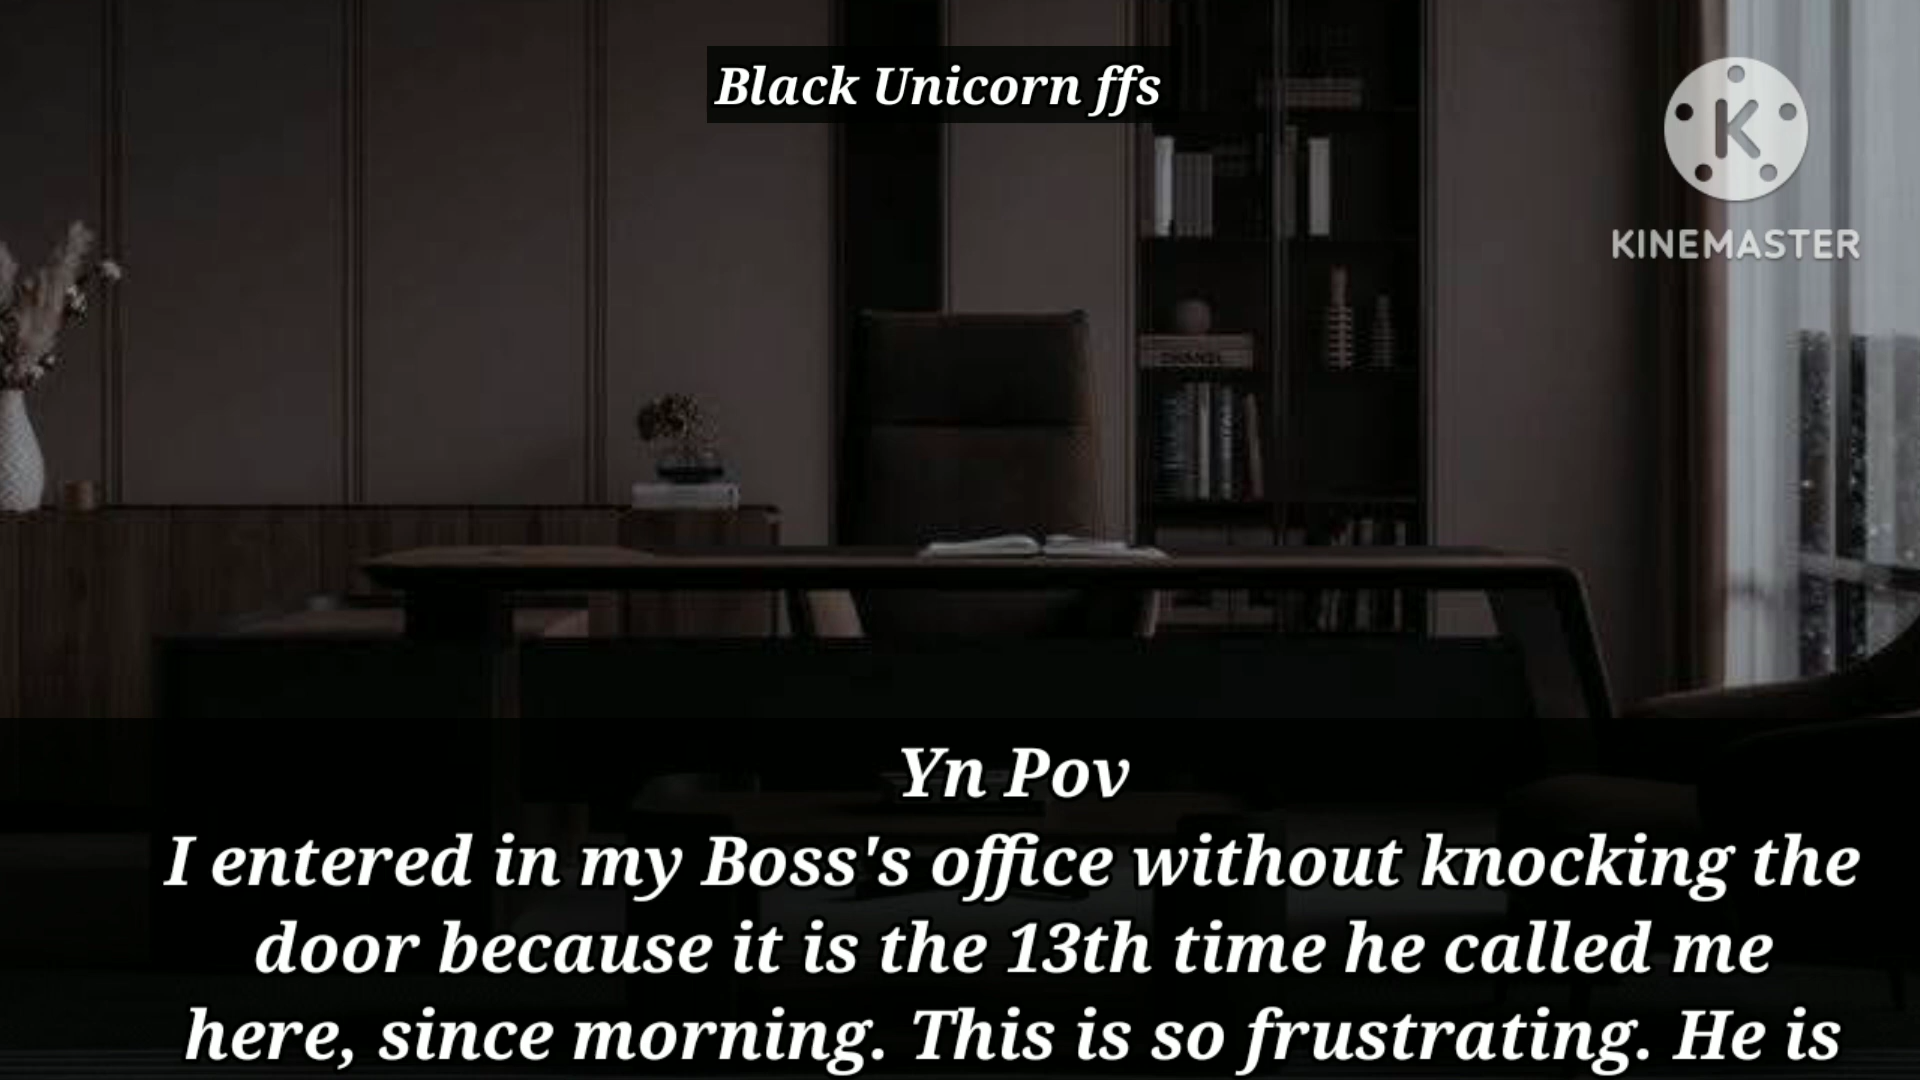 Black Unicorn ffs
K
KINEMASTER
CHANEL
Yn Pov
I entered in my Boss's office without knocking the
door because it is the 13th time he called me
here, since morning. This is so frustrating. He is